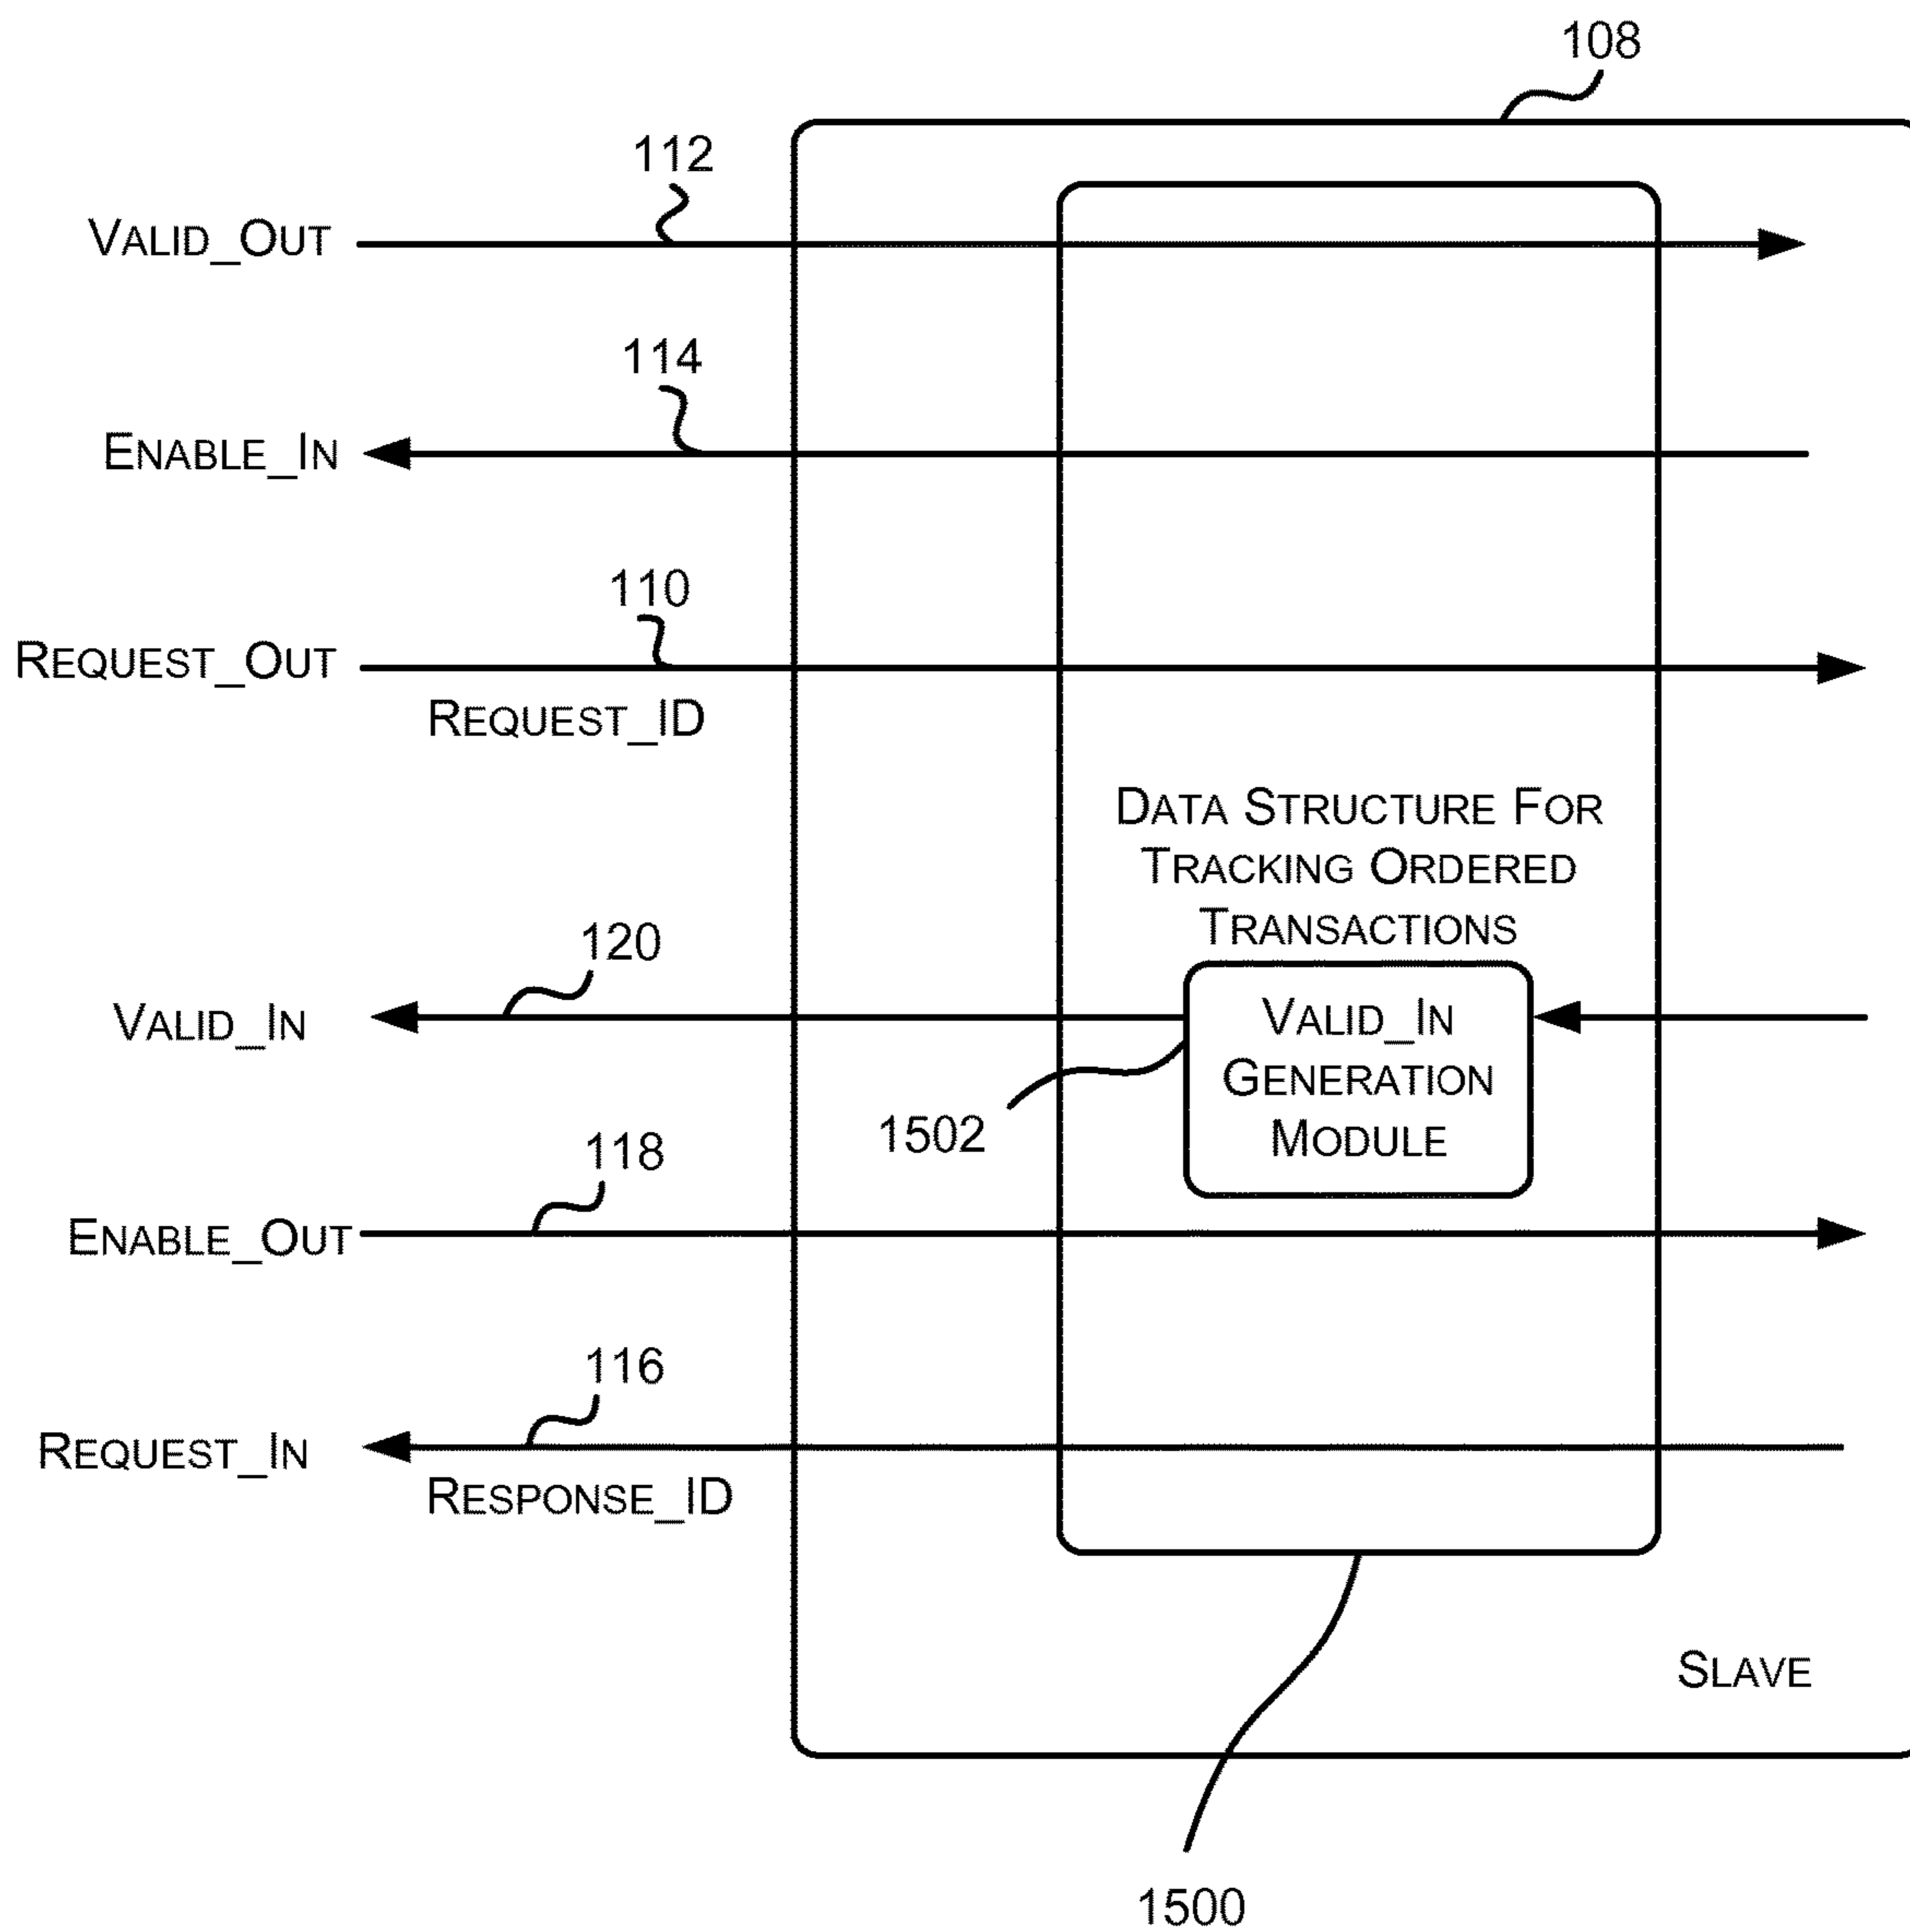 108
112
VALID_OUT
114
ENABLE_IN
110
REQUEST_OUT
REQUEST_ID
DATA STRUCTURE FOR
TRACKING ORDERED
TRANSACTIONS
120
VALID_IN
VALID_IN
GENERATION
MODULE
1502
118
ENABLE_OUT
116
REQUEST_IN
RESPONSE_ID
SLAVE
1500